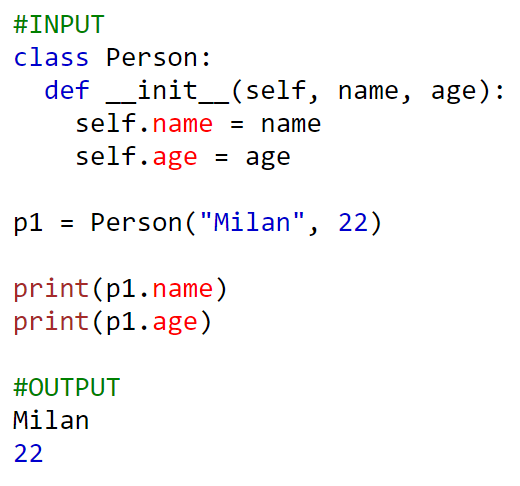 #INPUT
class Person:
  def __init__(self, name, age):
    self.name = name
    self.age = age

p1 = Person("Milan", 22)

print(p1.name)
print(p1.age)

#OUTPUT
Milan
22